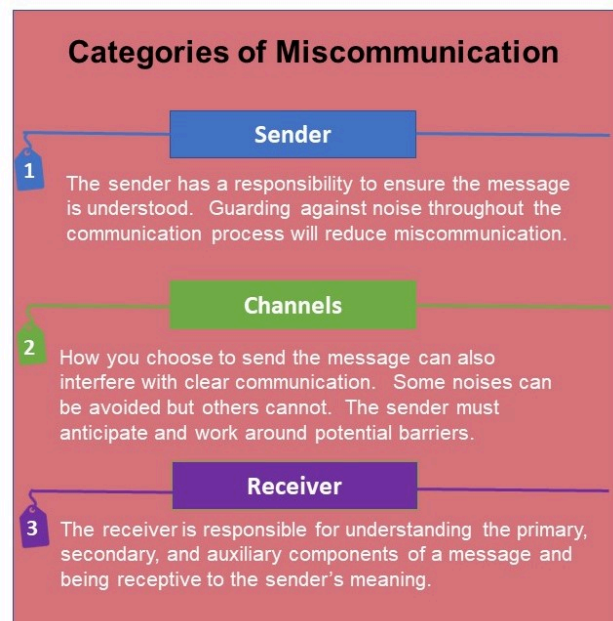 Categories of Miscommunication
Sender
1
The sender has a responsibility to ensure the message
is understood. Guarding against noise throughout the
communication process will reduce miscommunication.
Channels
2
How you choose to send the message can also
interfere with clear communication. Some noises can
be avoided but others cannot. The sender must
anticipate and work around potential barriers.
Receiver
3
The receiver is responsible for understanding the primary,
secondary, and auxiliary components of a message and
being receptive to the sender’s meaning.